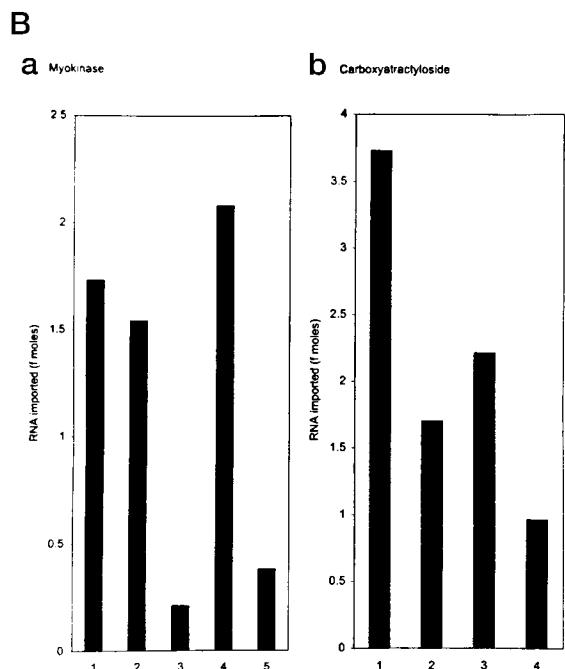 B
a Myokinase
2.5
2
1.5
1
0.5
0
RNA imported (f moles)
1 2 3 4 5
b Carboxyatractyloside
4
3.5
3
2.5
2
1.5
1
0.5
0
RNA imported (f moles)
1 2 3 4